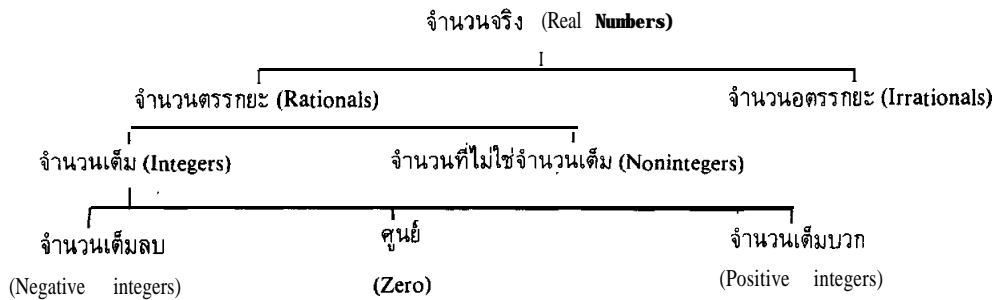 จำนวนจริง (Real Numbers)
จำนวนตรรกยะ (Rationals) จำนวนอตรรกยะ (Irrationals)
จำนวนเต็ม (Integers) จำนวนที่ไม่ใช่จำนวนเต็ม (Nonintegers)
จำนวนเต็มลบ ศูนย์ จำนวนเต็มบวก
(Negative integers) (Zero) (Positive integers)